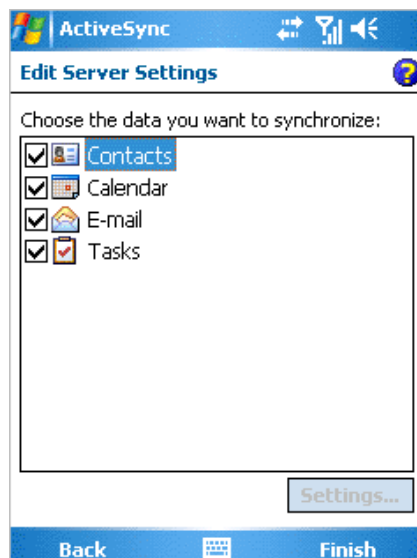 ActiveSync
Edit Server Settings
Choose the data you want to synchronize:
Contacts
Calendar
E-mail
Tasks
Settings...
Back Finish